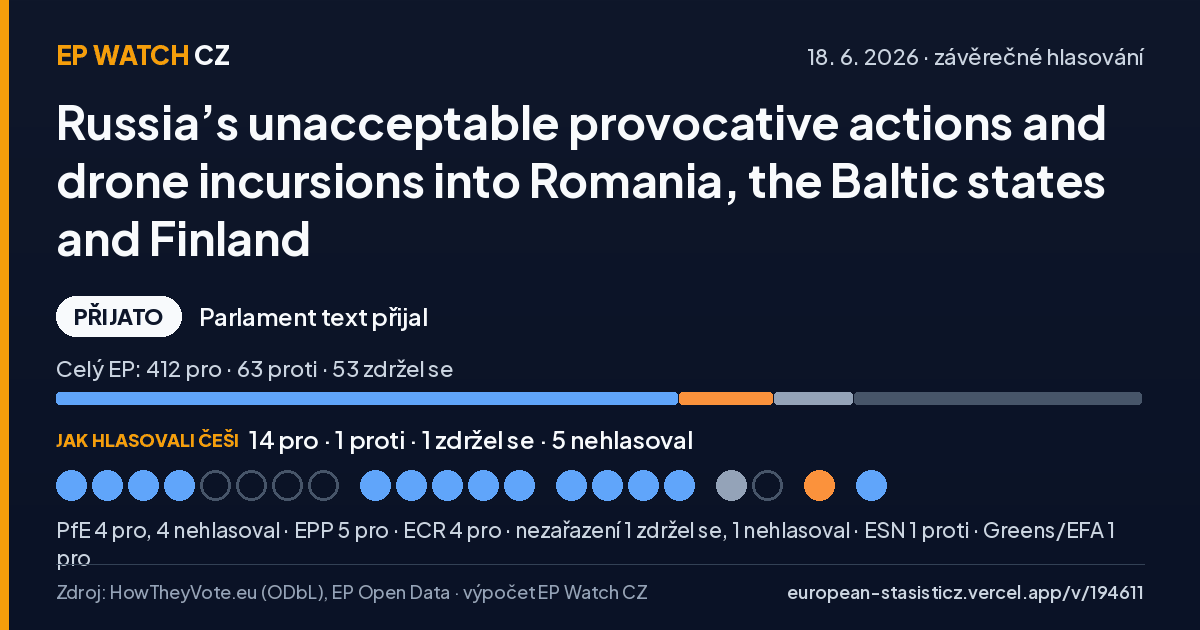 EP WATCH CZ
18. 6. 2026 · závěrečné hlasování
Russia’s unacceptable provocative actions and
drone incursions into Romania, the Baltic states
and Finland
PŘIJATO Parlament text přijal
Celý EP: 412 pro · 63 proti · 53 zdržel se
JAK HLASOVALI ČEŠI 14 pro · 1 proti · 1 zdržel se · 5 nehlasoval
PfE 4 pro, 4 nehlasoval · EPP 5 pro · ECR 4 pro · nezařazení 1 zdržel se, 1 nehlasoval · ESN 1 proti · Greens/EFA 1
pro
Zdroj: HowTheyVote.eu (ODbL), EP Open Data · výpočet EP Watch CZ
european-stasisticz.vercel.app/v/194611